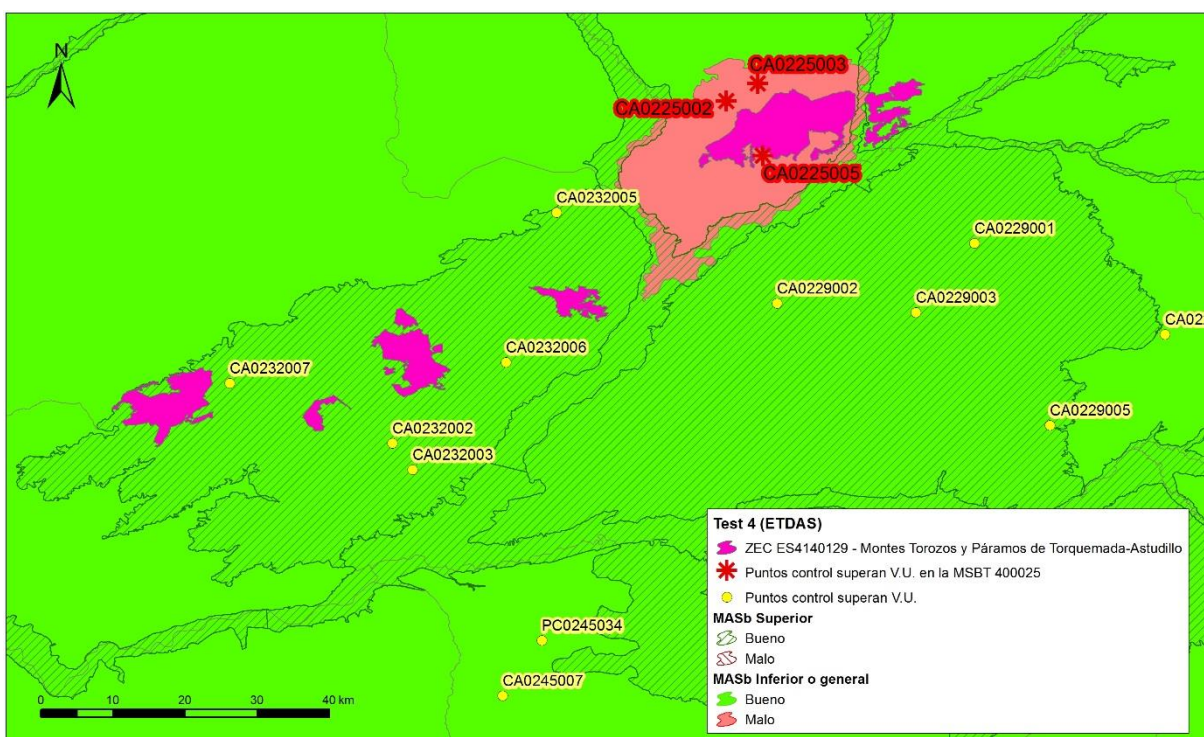 N
CA0225003
CA0225002
CA0225005
CA0232005
CA0229001
CA0229002
CA0229003
CA02
CA0232006
CA0232007
CA0229005
CA0232002
CA0232003
PC0245034
CA0245007
0 10 20 30 40 km
Test 4 (ETDAS)
ZEC ES4140129 - Montes Torozos y Páramos de Torquemada-Astudillo
Puntos control superan V.U. en la MSBT 400025
Puntos control superan V.U.
MASb Superior
Bueno
Malo
MASb Inferior o general
Bueno
Malo